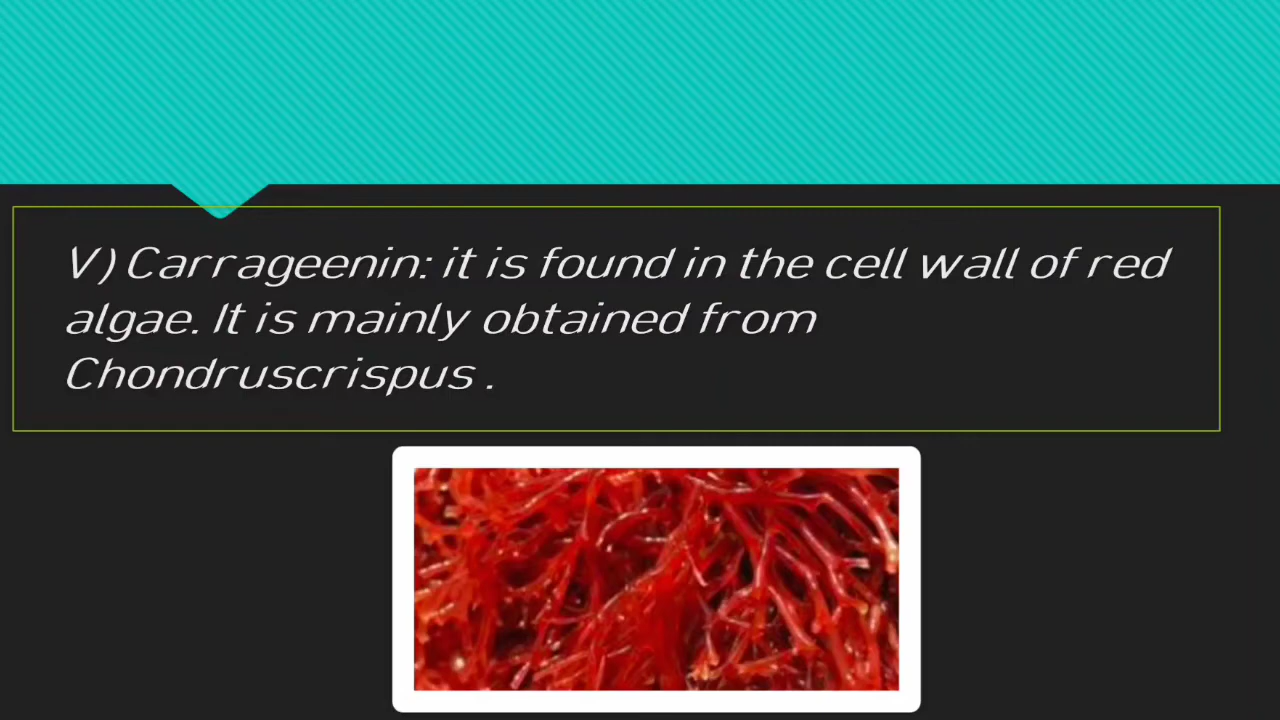 V) Carrageenin: it is found in the cell wall of red
algae. It is mainly obtained from
Chondruscrispus .